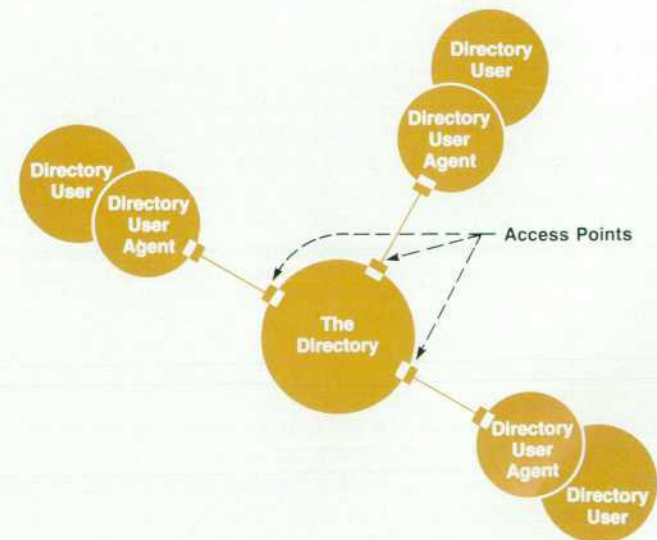 Directory
User
Directory
User
Agent
Directory
User
Directory
User
Agent
Access Points
The
Directory
Directory
User
Agent
Directory
User